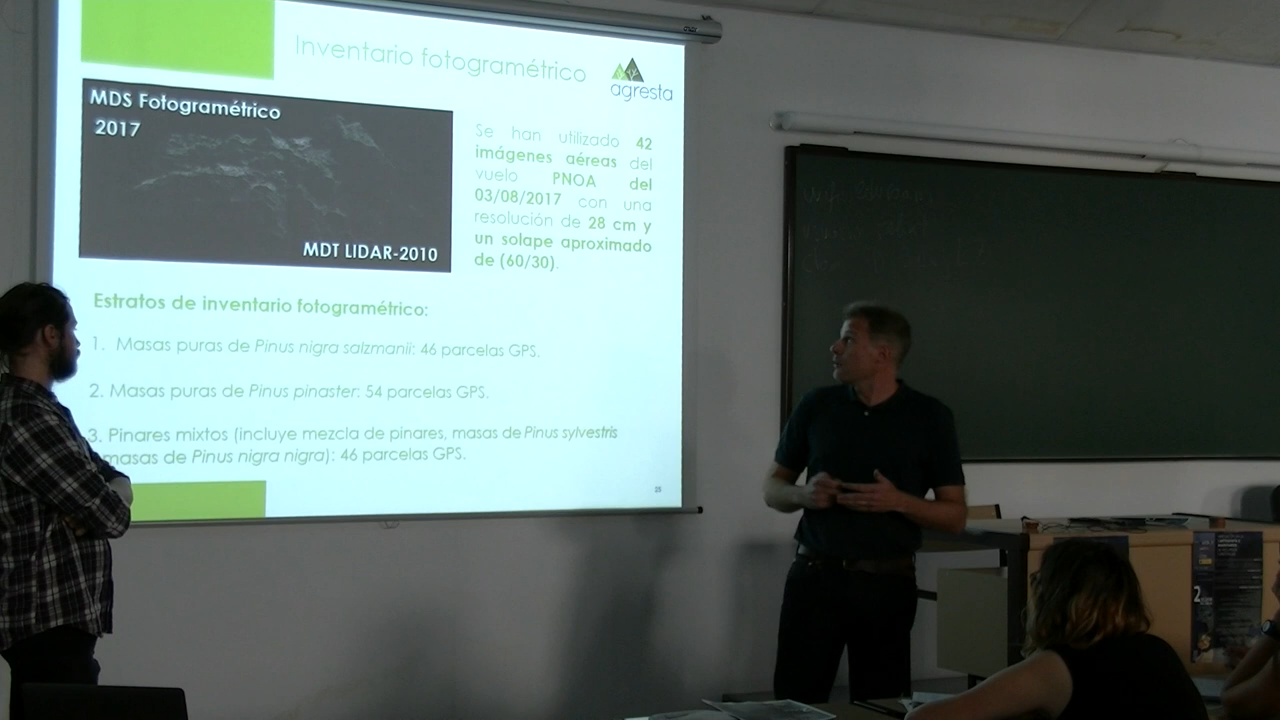 Inventario fotogramétrico
agresta
MDS Fotogramétrico
2017
MDT LIDAR-2010
Se han utilizado 42
imágenes aéreas del
vuelo PNOA del
03/08/2017 con una
resolución de 28 cm y
un solape aproximado
de (60/30).
Estratos de inventario fotogramétrico:
1. Masas puras de Pinus nigra salzmanii: 46 parcelas GPS.
2. Masas puras de Pinus pinaster: 54 parcelas GPS.
3. Pinares mixtos (incluye mezcla de pinares, masas de Pinus sylvestris
masas de Pinus nigra nigra): 46 parcelas GPS.
25